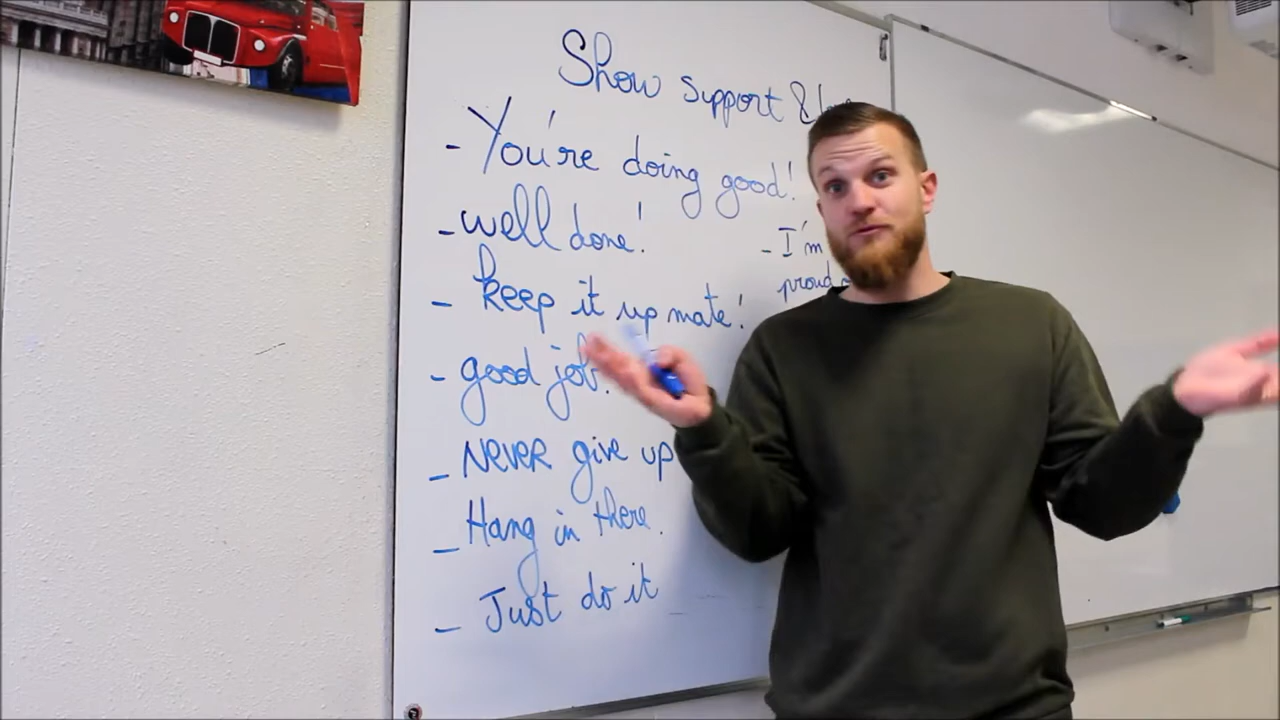 Show support &
- You're doing good!
- well done!
- I'm
proud
- keep it up mate!
- good job!
- NEVER give up
- Hang in there.
- Just do it